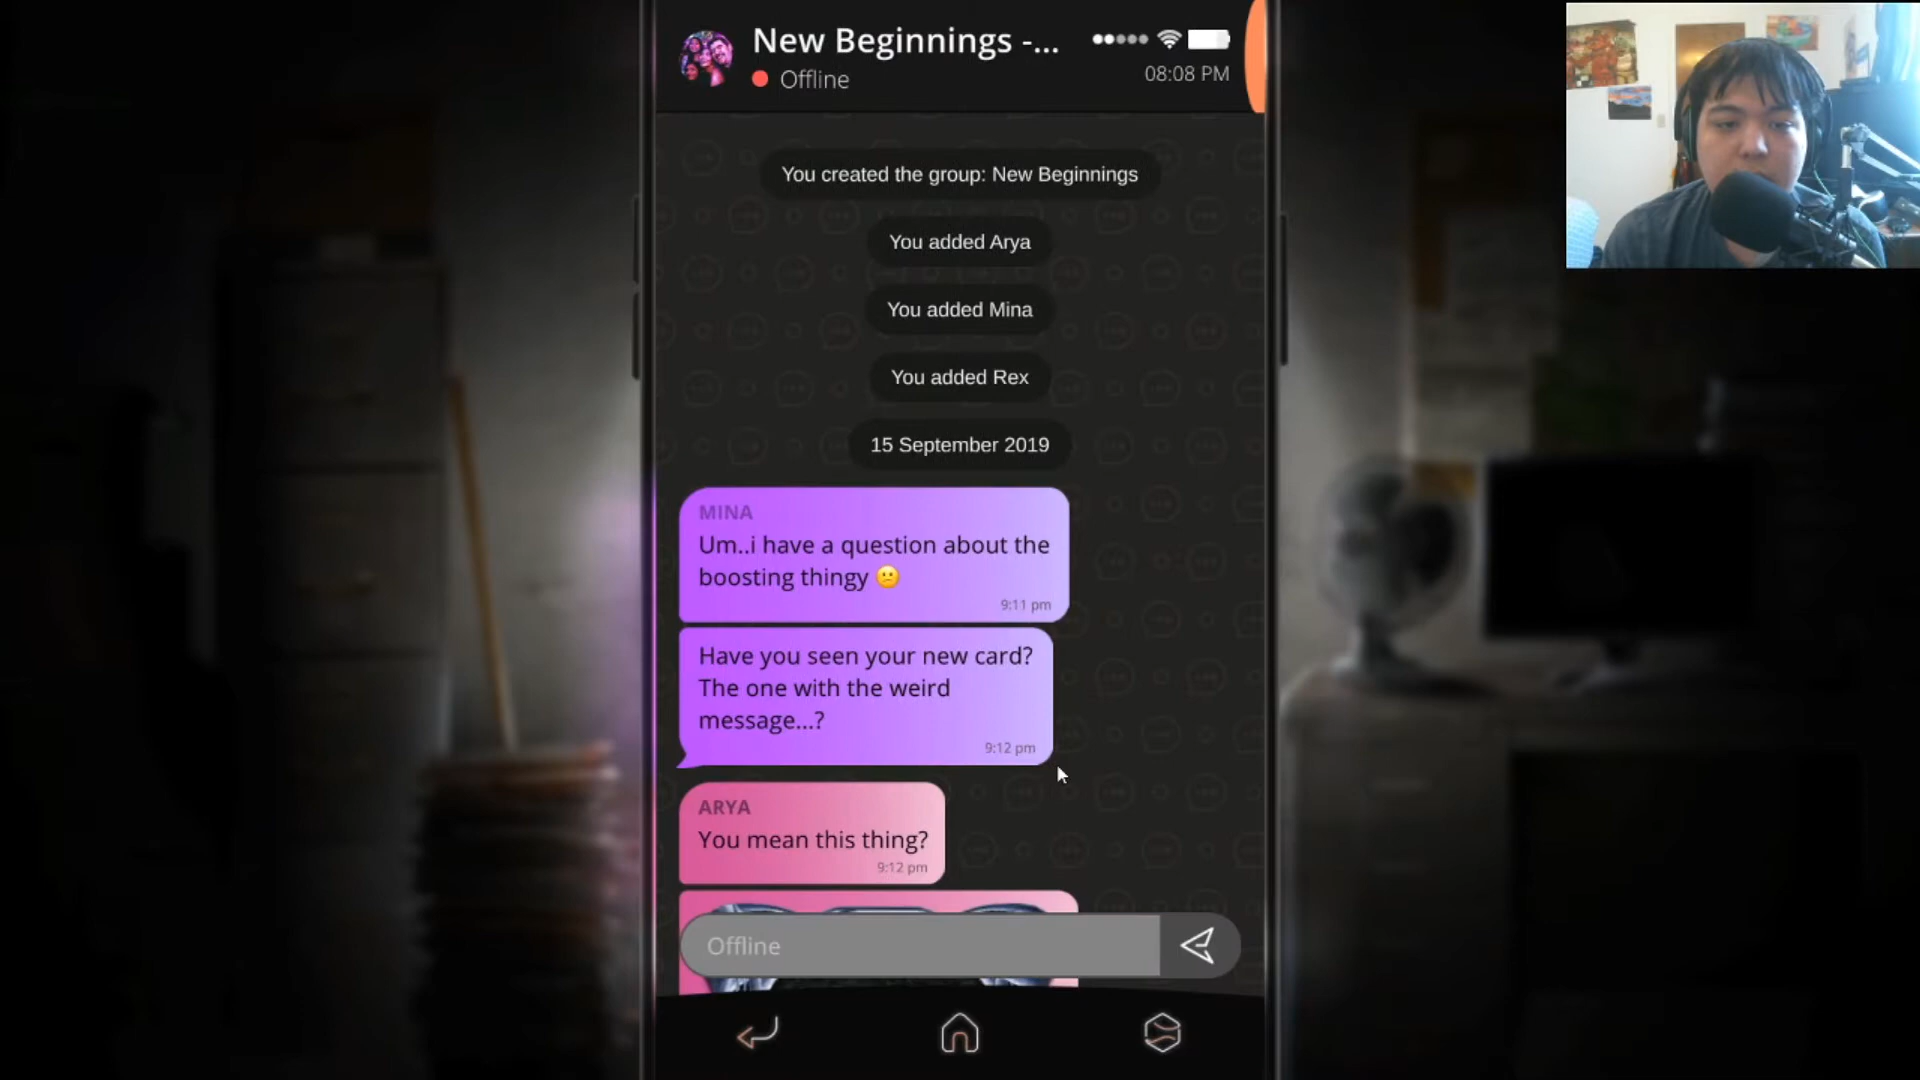 New Beginnings -...
Offline
08:08 PM
You created the group: New Beginnings
You added Arya
You added Mina
You added Rex
15 September 2019
MINA
Um..i have a question about the
boosting thingy 😕
9:11 pm
Have you seen your new card?
The one with the weird
message...?
9:12 pm
ARYA
You mean this thing?
9:12 pm
Offline